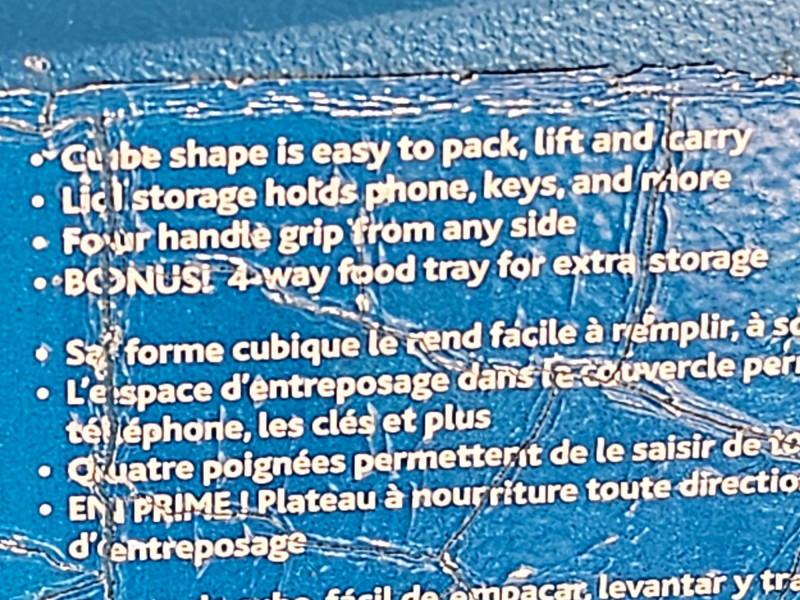 • Cube shape is easy to pack, lift and carry
• Lid storage holds phone, keys, and more
• Four handle grip from any side
• BONUS! 4-way food tray for extra storage
• Sa forme cubique le rend facile à remplir, à
• L'espace d'entreposage dans le couvercle
téléphone, les clés et plus
• Quatre poignées permettent de le saisir de
• EN PRIME ! Plateau à nourriture toute
d'entreposage
cubo fácil de empacar, levantar y